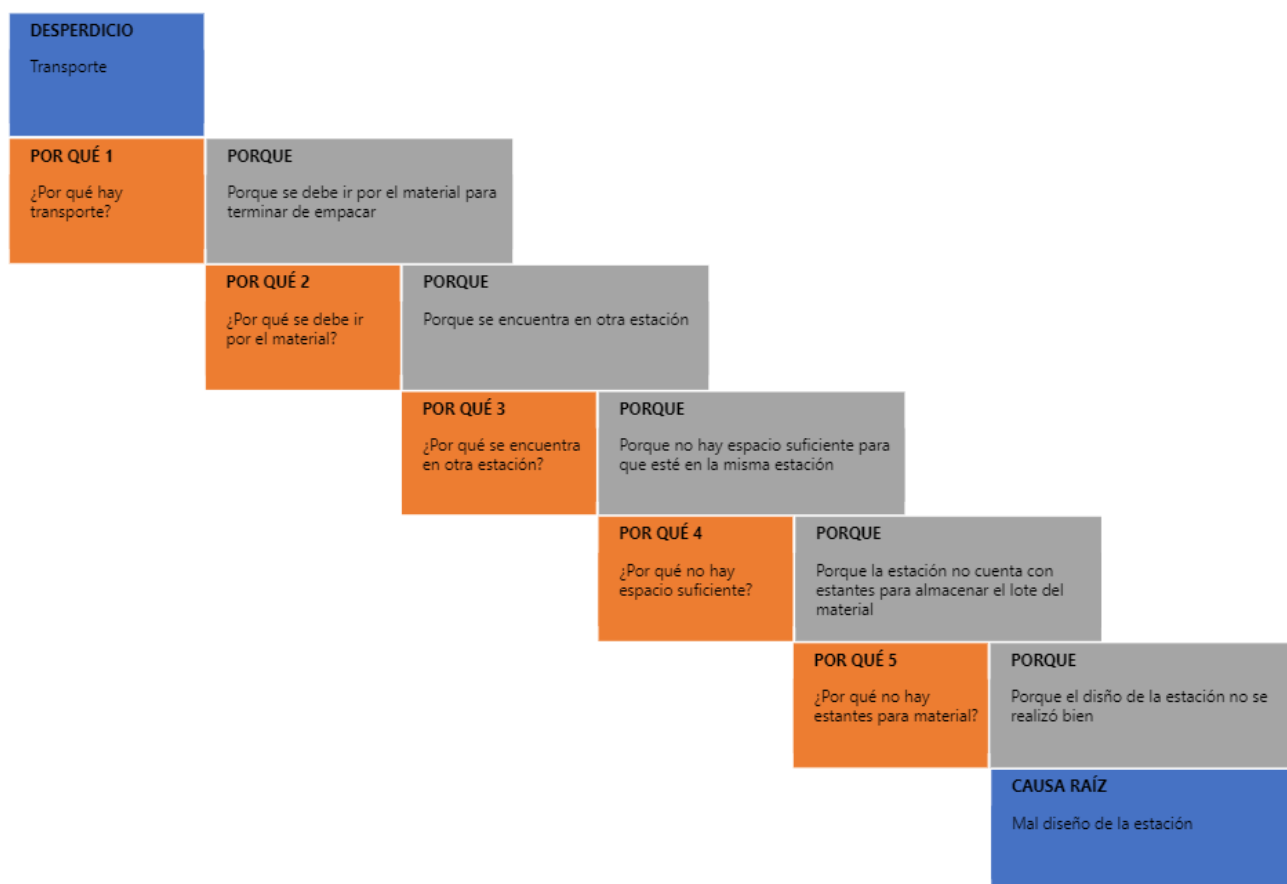 DESPERDICIO
Transporte
POR QUÉ 1
¿Por qué hay
transporte?
PORQUE
Porque se debe ir por el material para
terminar de empacar
POR QUÉ 2
¿Por qué se debe ir
por el material?
PORQUE
Porque se encuentra en otra estación
POR QUÉ 3
¿Por qué se encuentra
en otra estación?
PORQUE
Porque no hay espacio suficiente para
que esté en la misma estación
POR QUÉ 4
¿Por qué no hay
espacio suficiente?
PORQUE
Porque la estación no cuenta con
estantes para almacenar el lote del
material
POR QUÉ 5
¿Por qué no hay
estantes para material?
PORQUE
Porque el disño de la estación no se
realizó bien
CAUSA RAÍZ
Mal diseño de la estación